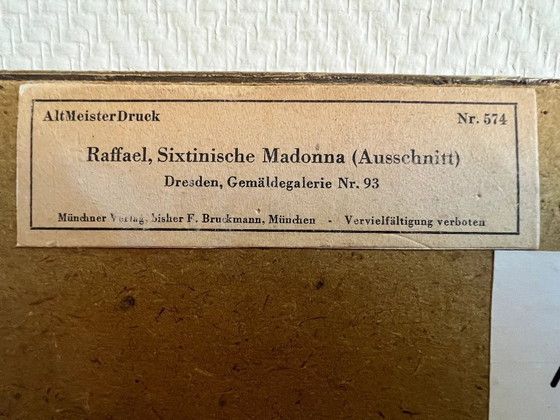 AltMeisterDruck Nr. 574
Raffael, Sixtinische Madonna (Ausschnitt)
Dresden, Gemäldegalerie Nr. 93
Münchner Verlag, bisher F. Bruckmann, München - Vervielfältigung verboten